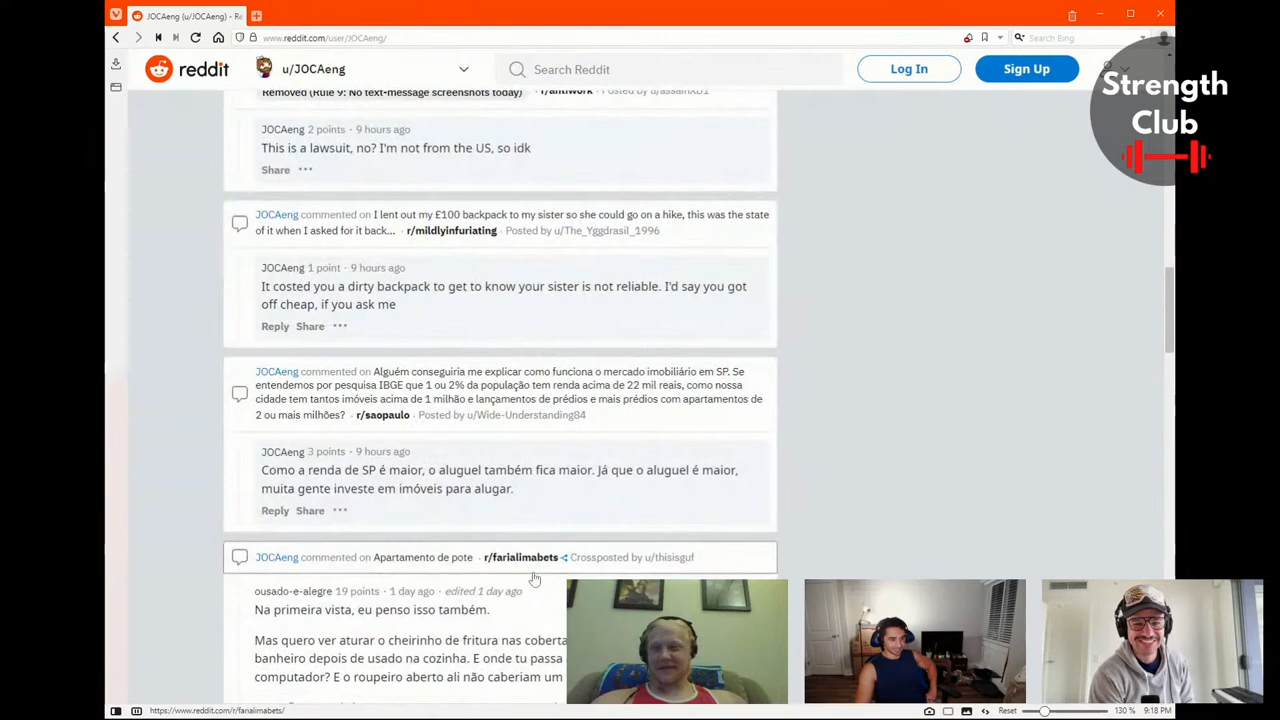 JOCAeng (u/JOCAeng) - Re
www.reddit.com/user/JOCAeng/
Search Bing
reddit
u/JOCAeng
Search Reddit
Log In
Sign Up
Strength
Club
Removed (Rule 9: No text-message screenshots today) · r/antiwork · Posted by u/assainXD1
JOCAeng 2 points · 9 hours ago
This is a lawsuit, no? I'm not from the US, so idk
Share ···
JOCAeng commented on I lent out my £100 backpack to my sister so she could go on a hike, this was the state
of it when I asked for it back... · r/mildlyinfuriating · Posted by u/The_Yggdrasil_1996
JOCAeng 1 point · 9 hours ago
It costed you a dirty backpack to get to know your sister is not reliable. I'd say you got
off cheap, if you ask me
Reply Share ···
JOCAeng commented on Alguém conseguiria me explicar como funciona o mercado imobiliário em SP. Se
entendemos por pesquisa IBGE que 1 ou 2% da população tem renda acima de 22 mil reais, como nossa
cidade tem tantos imóveis acima de 1 milhão e lançamentos de prédios e mais prédios com apartamentos de
2 ou mais milhões? · r/saopaulo · Posted by u/Wide-Understanding84
JOCAeng 3 points · 9 hours ago
Como a renda de SP é maior, o aluguel também fica maior. Já que o aluguel é maior,
muita gente investe em imóveis para alugar.
Reply Share ···
JOCAeng commented on Apartamento de pote · r/farialimabets Crossposted by u/thisisguf
ousado-e-alegre 19 points · 1 day ago · edited 1 day ago
Na primeira vista, eu penso isso também.
Mas quero ver aturar o cheirinho de fritura nas coberta
banheiro depois de usado na cozinha. E onde tu passa
computador? E o roupeiro aberto ali não caberiam um
https://www.reddit.com/r/farialimabets/
Reset
130 %
9:18 PM